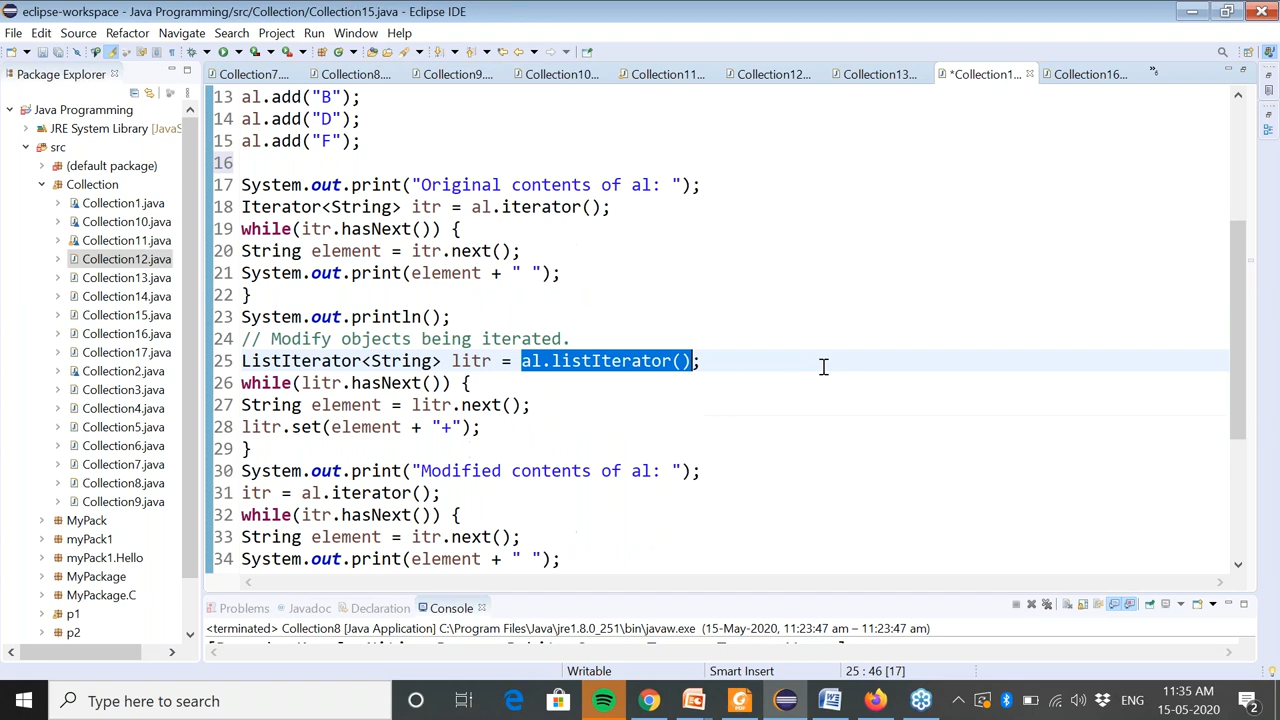 eclipse-workspace - Java Programming/src/Collection/Collection15.java - Eclipse IDE
File Edit Source Refactor Navigate Search Project Run Window Help
Package Explorer
Collection7.... Collection8.... Collection9.... Collection10... Collection11... Collection12... Collection13... *Collection1... Collection16...
Java Programming
JRE System Library [JavaS
src
(default package)
Collection
Collection1.java
Collection10.java
Collection11.java
Collection12.java
Collection13.java
Collection14.java
Collection15.java
Collection16.java
Collection17.java
Collection2.java
Collection3.java
Collection4.java
Collection5.java
Collection6.java
Collection7.java
Collection8.java
Collection9.java
MyPack
myPack1
myPack1.Hello
MyPackage
MyPackage.C
p1
p2
13 al.add("B");
14 al.add("D");
15 al.add("F");
16
17 System.out.print("Original contents of al: ");
18 Iterator<String> itr = al.iterator();
19 while(itr.hasNext()) {
20 String element = itr.next();
21 System.out.print(element + " ");
22 }
23 System.out.println();
24 // Modify objects being iterated.
25 ListIterator<String> litr = al.listIterator();
26 while(litr.hasNext()) {
27 String element = litr.next();
28 litr.set(element + "+");
29 }
30 System.out.print("Modified contents of al: ");
31 itr = al.iterator();
32 while(itr.hasNext()) {
33 String element = itr.next();
34 System.out.print(element + " ");
Problems Javadoc Declaration Console
<terminated> Collection8 [Java Application] C:\Program Files\Java\jre1.8.0_251\bin\javaw.exe (15-May-2020, 11:23:47 am – 11:23:47 am)
Writable Smart Insert 25 : 46 [17]
Type here to search
ENG
11:35 AM
15-05-2020
2